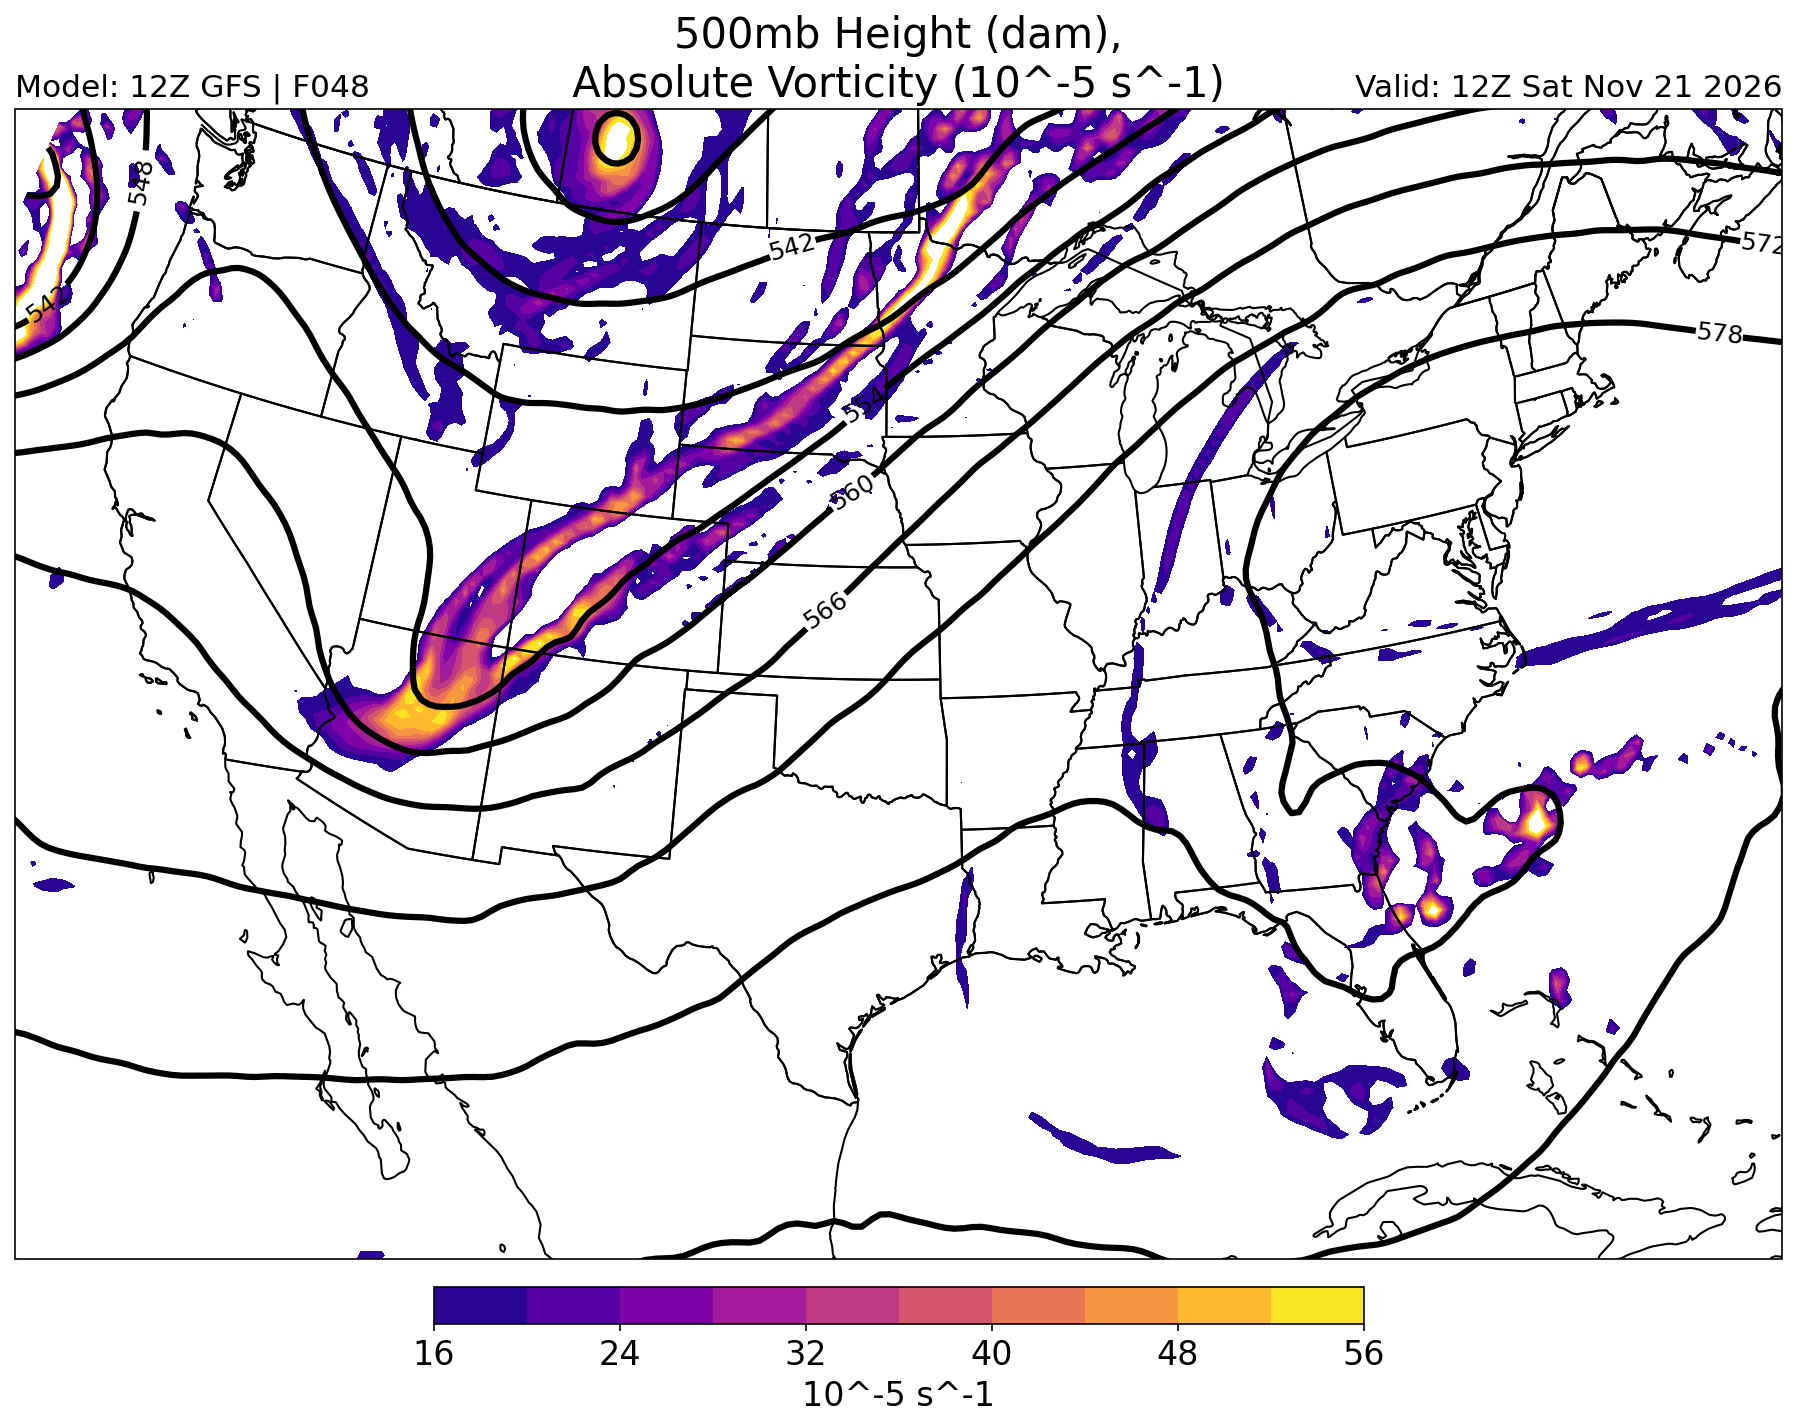 500mb Height (dam),
Model: 12Z GFS | F048
Absolute Vorticity (10^-5 s^-1)
Valid: 12Z Sat Nov 21 2026
548
542
572
542
578
554
560
566
16 24 32 40 48 56
10^-5 s^-1